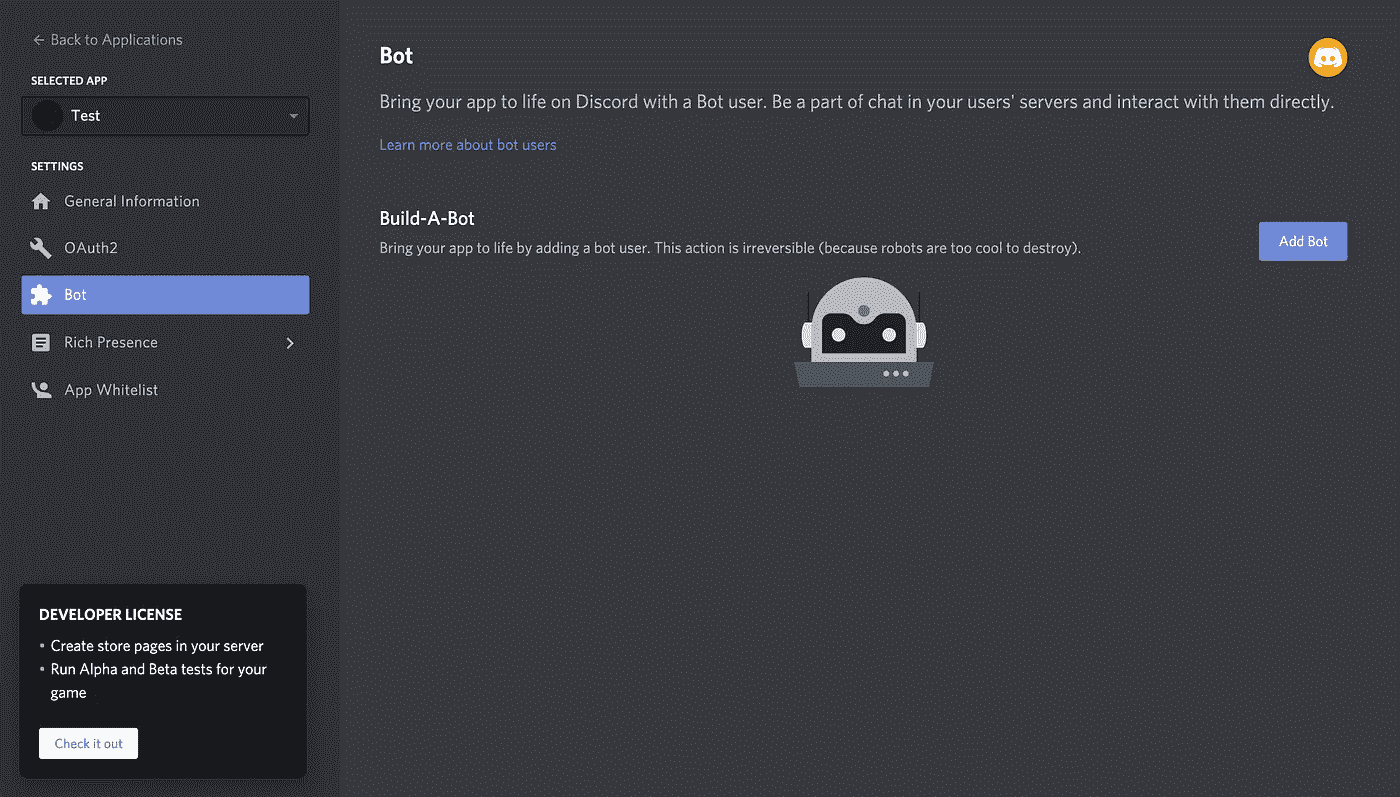 ← Back to Applications
SELECTED APP
Test
SETTINGS
General Information
OAuth2
Bot
Rich Presence
App Whitelist
DEVELOPER LICENSE
• Create store pages in your server
• Run Alpha and Beta tests for your
game
Check it out
Bot
Bring your app to life on Discord with a Bot user. Be a part of chat in your users' servers and interact with them directly.
Learn more about bot users
Build-A-Bot
Bring your app to life by adding a bot user. This action is irreversible (because robots are too cool to destroy).
Add Bot